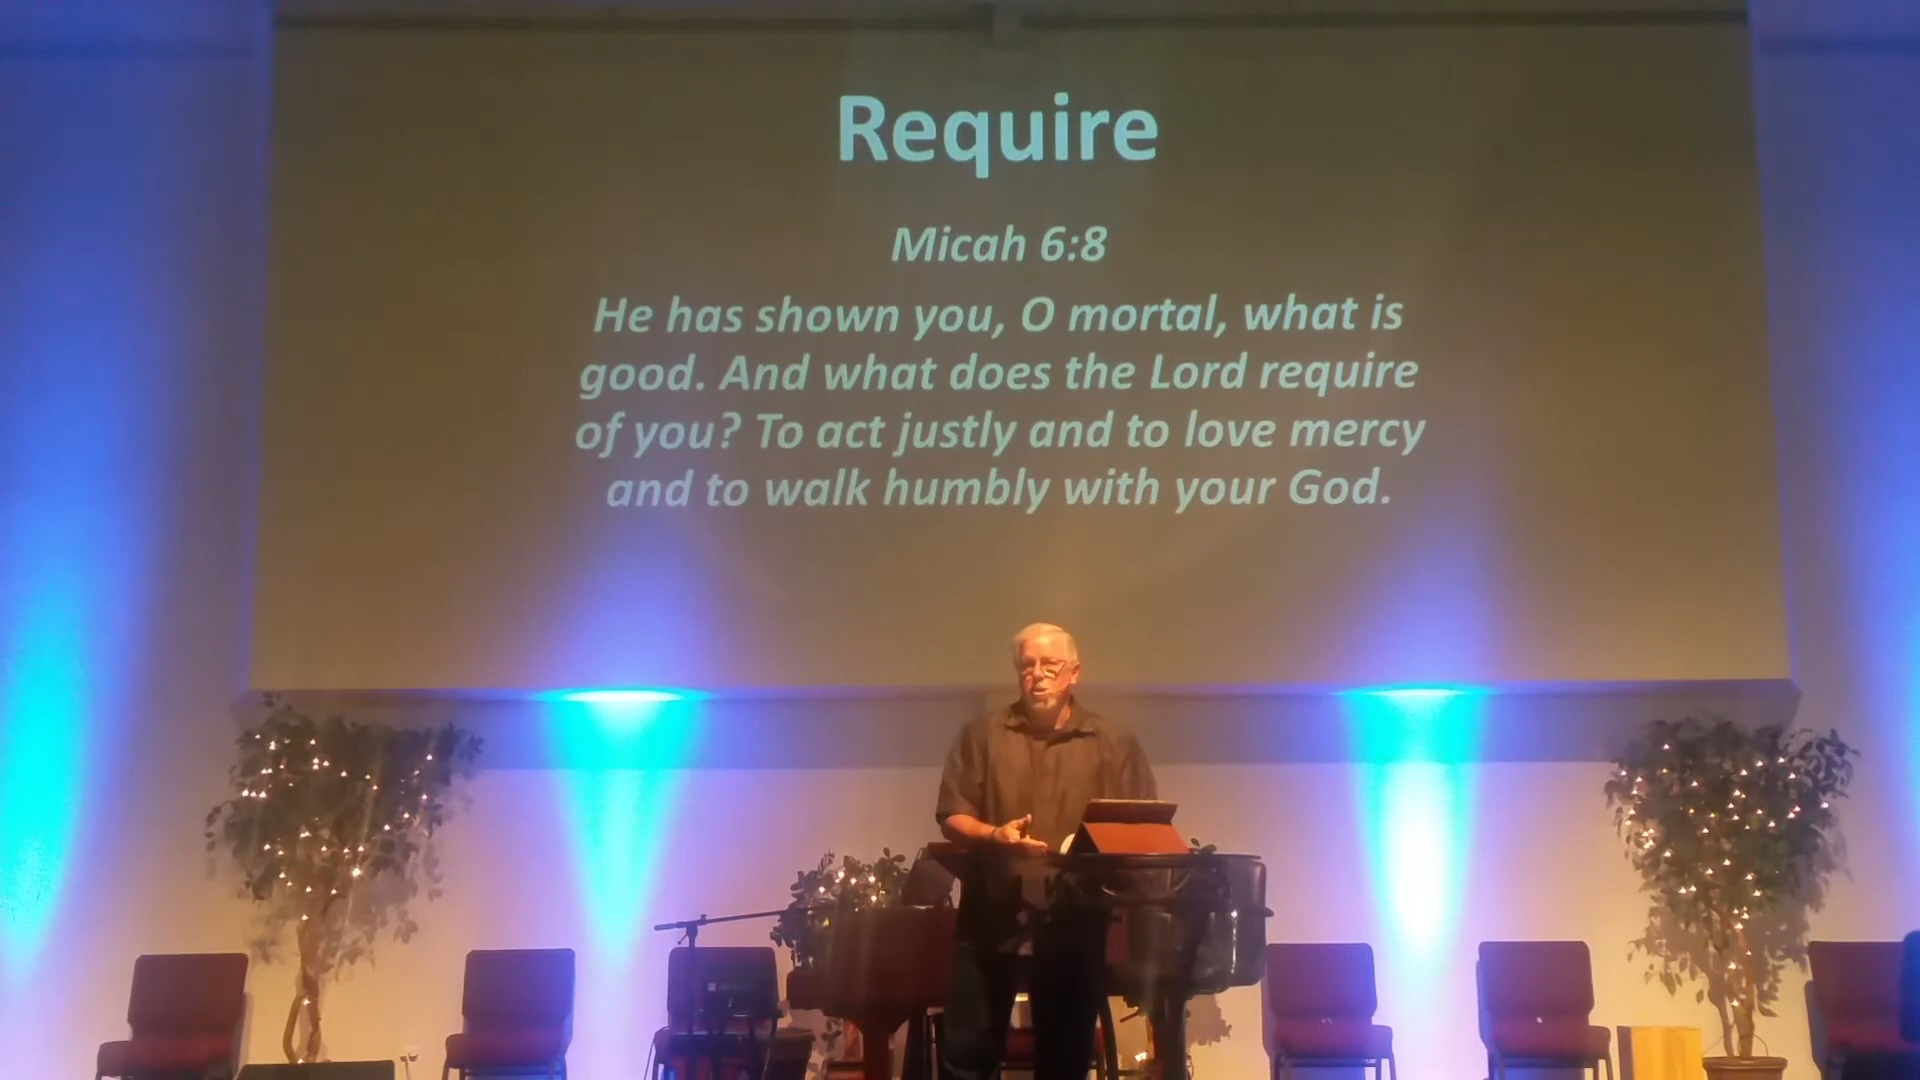 Require
Micah 6:8
He has shown you, O mortal, what is
good. And what does the Lord require
of you? To act justly and to love mercy
and to walk humbly with your God.